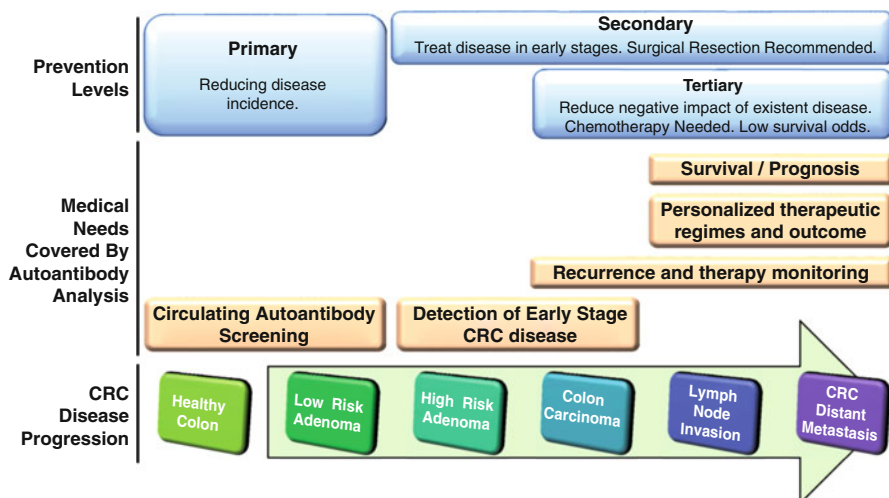 Prevention
Levels
Primary
Reducing disease
incidence.
Secondary
Treat disease in early stages. Surgical Resection Recommended.
Tertiary
Reduce negative impact of existent disease.
Chemotherapy Needed. Low survival odds.
Medical
Needs
Covered By
Autoantibody
Analysis
Survival / Prognosis
Personalized therapeutic
regimes and outcome
Recurrence and therapy monitoring
Circulating Autoantibody
Screening
Detection of Early Stage
CRC disease
CRC
Disease
Progression
Healthy
Colon
Low Risk
Adenoma
High Risk
Adenoma
Colon
Carcinoma
Lymph
Node
Invasion
CRC
Distant
Metastasis